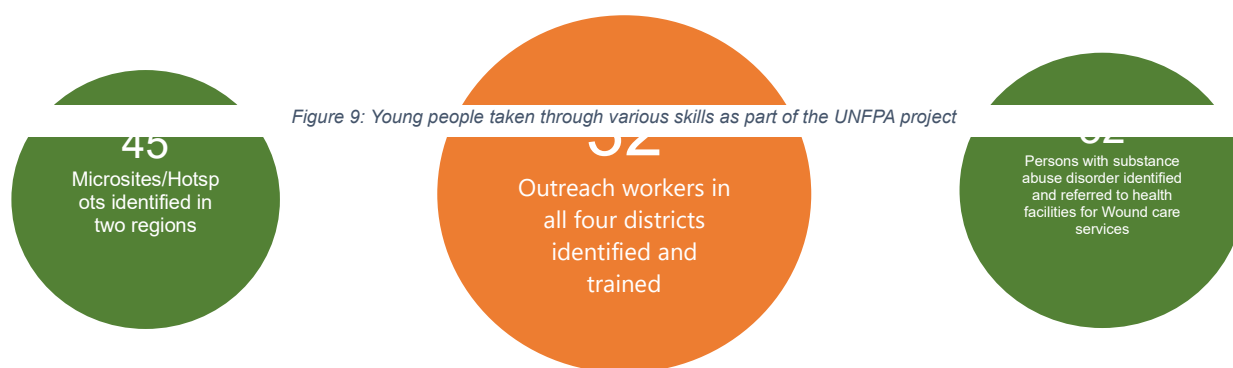 Figure 9: Young people taken through various skills as part of the UNFPA project
45
Microsites/Hotsp
ots identified in
two regions
Outreach workers in
all four districts
identified and
trained
Persons with substance
abuse disorder identified
and referred to health
facilities for Wound care
services